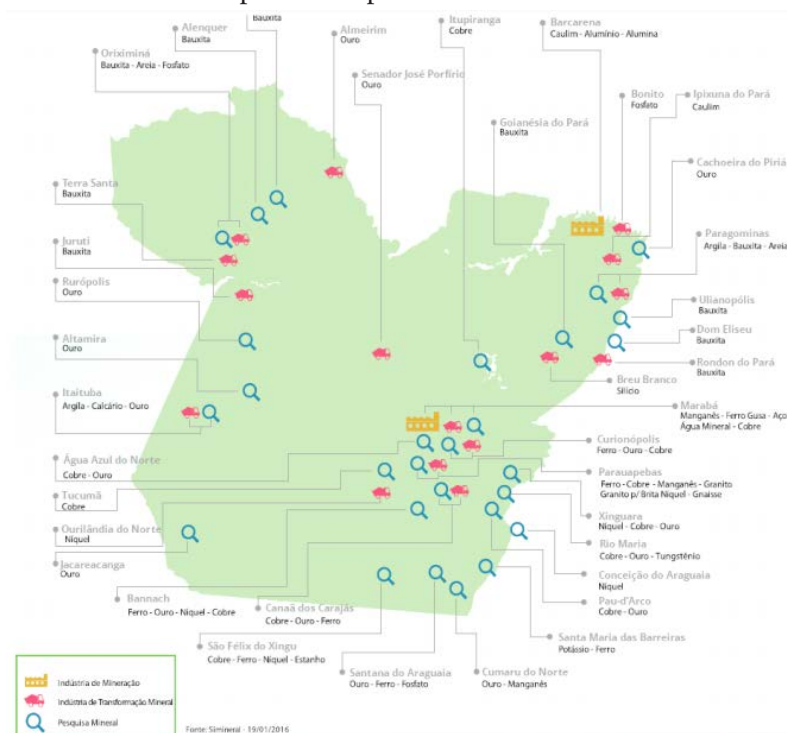 Bauxita
Alenquer
Bauxita
Oriximiná
Bauxita - Areia - Fosfato
Almeirim
Ouro
Senador José Porfírio
Ouro
Itupiranga
Cobre
Barcarena
Caulim - Alumínio - Alumina
Goianésia do Pará
Bauxita
Bonito
Fosfato
Ipixuna do Pará
Caulim
Cachoeira do Piriá
Ouro
Terra Santa
Bauxita
Juruti
Bauxita
Rurópolis
Ouro
Altamira
Ouro
Itaituba
Argila - Calcário - Ouro
Paragominas
Argila - Bauxita - Areia
Ulianópolis
Bauxita
Dom Eliseu
Bauxita
Rondon do Pará
Bauxita
Breu Branco
Silício
Marabá
Manganês - Ferro Gusa - Aço
Água Mineral - Cobre
Curionópolis
Ferro - Ouro - Cobre
Parauapebas
Ferro - Cobre - Manganês - Granito
Granito p/ Brita Níquel - Gnaisse
Xinguara
Níquel - Cobre - Ouro
Rio Maria
Cobre - Ouro - Tungstênio
Conceição do Araguaia
Níquel
Pau-d'Arco
Cobre - Ouro
Santa Maria das Barreiras
Potássio - Ferro
Água Azul do Norte
Cobre - Ouro
Tucumã
Cobre
Ourilândia do Norte
Níquel
Jacareacanga
Ouro
Bannach
Ferro - Ouro - Níquel - Cobre
Canaã dos Carajás
Cobre - Ouro - Ferro
São Félix do Xingu
Cobre - Ferro - Níquel - Estanho
Santana do Araguaia
Ouro - Ferro - Fosfato
Cumaru do Norte
Ouro - Manganês
Indústria de Mineração
Indústria de Transformação Mineral
Pesquisa Mineral
Fonte: Simineral - 19/01/2016